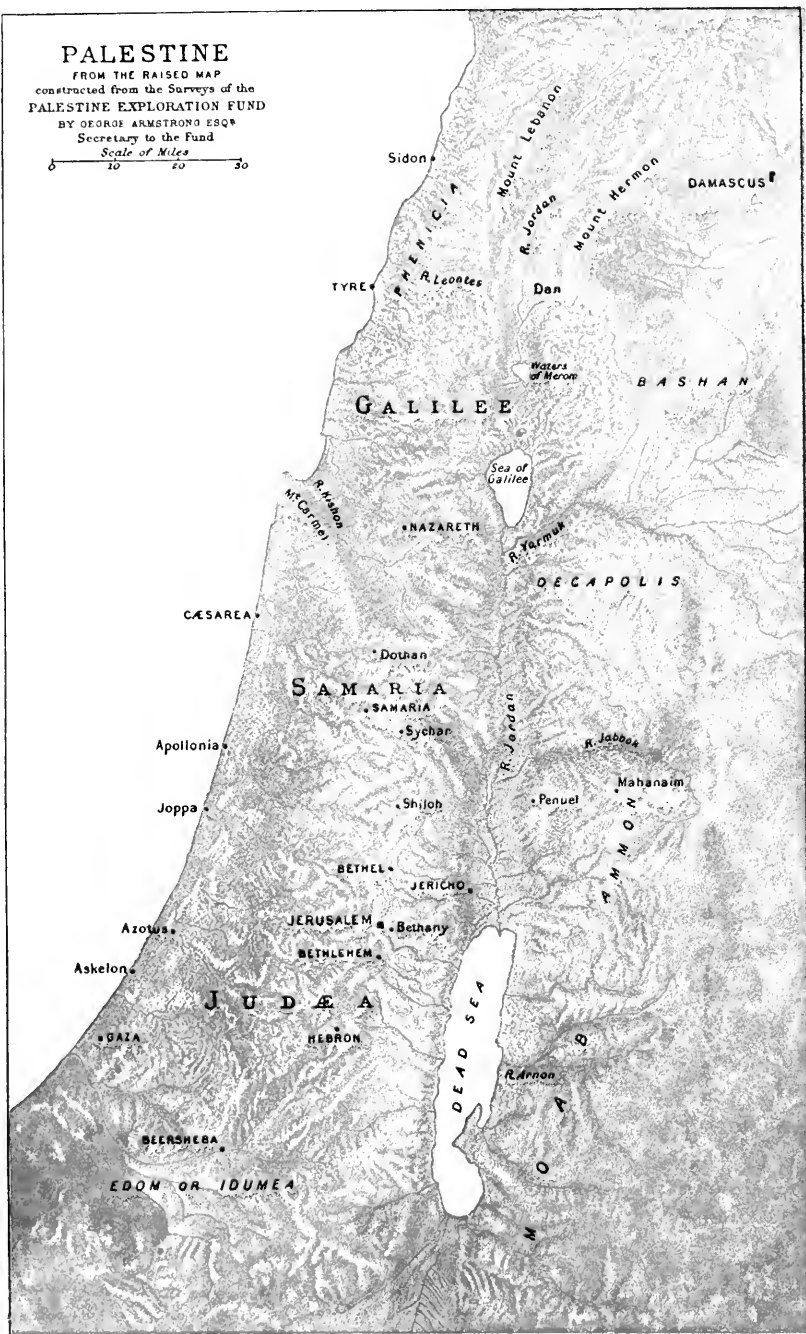 PALESTINE
FROM THE RAISED MAP
constructed from the Surveys of the
PALESTINE EXPLORATION FUND
BY GEORGE ARMSTRONG ESQR
Secretary to the Fund
Scale of Miles
0 10 20 30
Sidon
Mount Lebanon
R. Jordan
Mount Hermon
DAMASCUS
PHENICIA
TYRE
R. Leontes
Dan
Waters
of Merom
BASHAN
GALILEE
Sea of
Galilee
R. Kishon
Mt Carmel
NAZARETH
R. Yarmuk
DECAPOLIS
CÆSAREA
Dothan
SAMARIA
SAMARIA
Sychar
R. Jordan
Apollonia
R. Jabbok
Mahanaim
Joppa
Shiloh
Penuel
AMMON
BETHEL
JERICHO
Azotus
JERUSALEM
Bethany
Askelon
BETHLEHEM
JUDÆA
DEAD SEA
GAZA
HEBRON
R. Arnon
MOAB
BEERSHEBA
EDOM OR IDUMEA